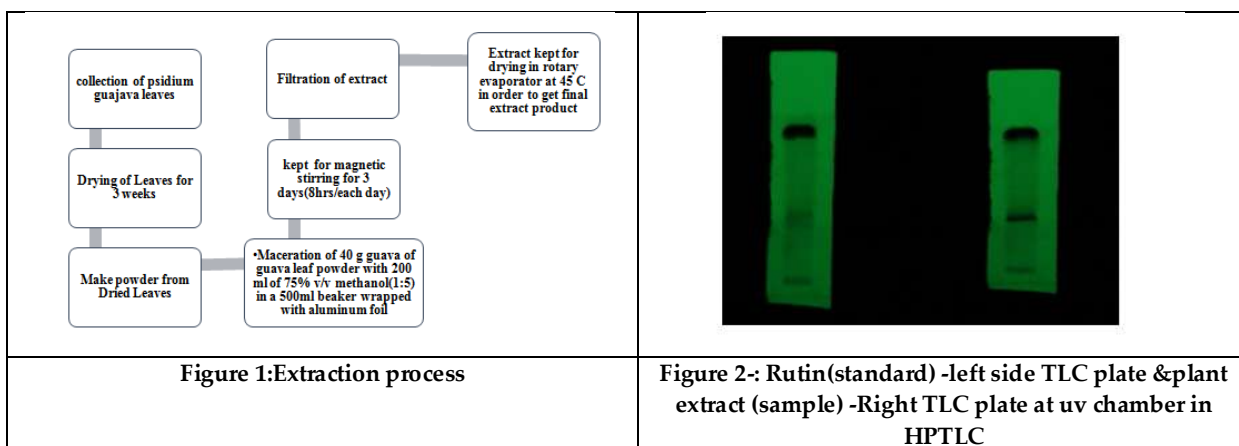 collection of psidium
guajava leaves
Drying of Leaves for
3 weeks
Make powder from
Dried Leaves
•Maceration of 40 g guava of
guava leaf powder with 200
ml of 75% v/v methanol(1:5)
in a 500ml beaker wrapped
with aluminum foil
kept for magnetic
stirring for 3
days(8hrs/each day)
Filtration of extract
Extract kept for
drying in rotary
evaporator at 45 C
in order to get final
extract product
Figure 1:Extraction process
Figure 2-: Rutin(standard) -left side TLC plate &plant
extract (sample) -Right TLC plate at uv chamber in
HPTLC